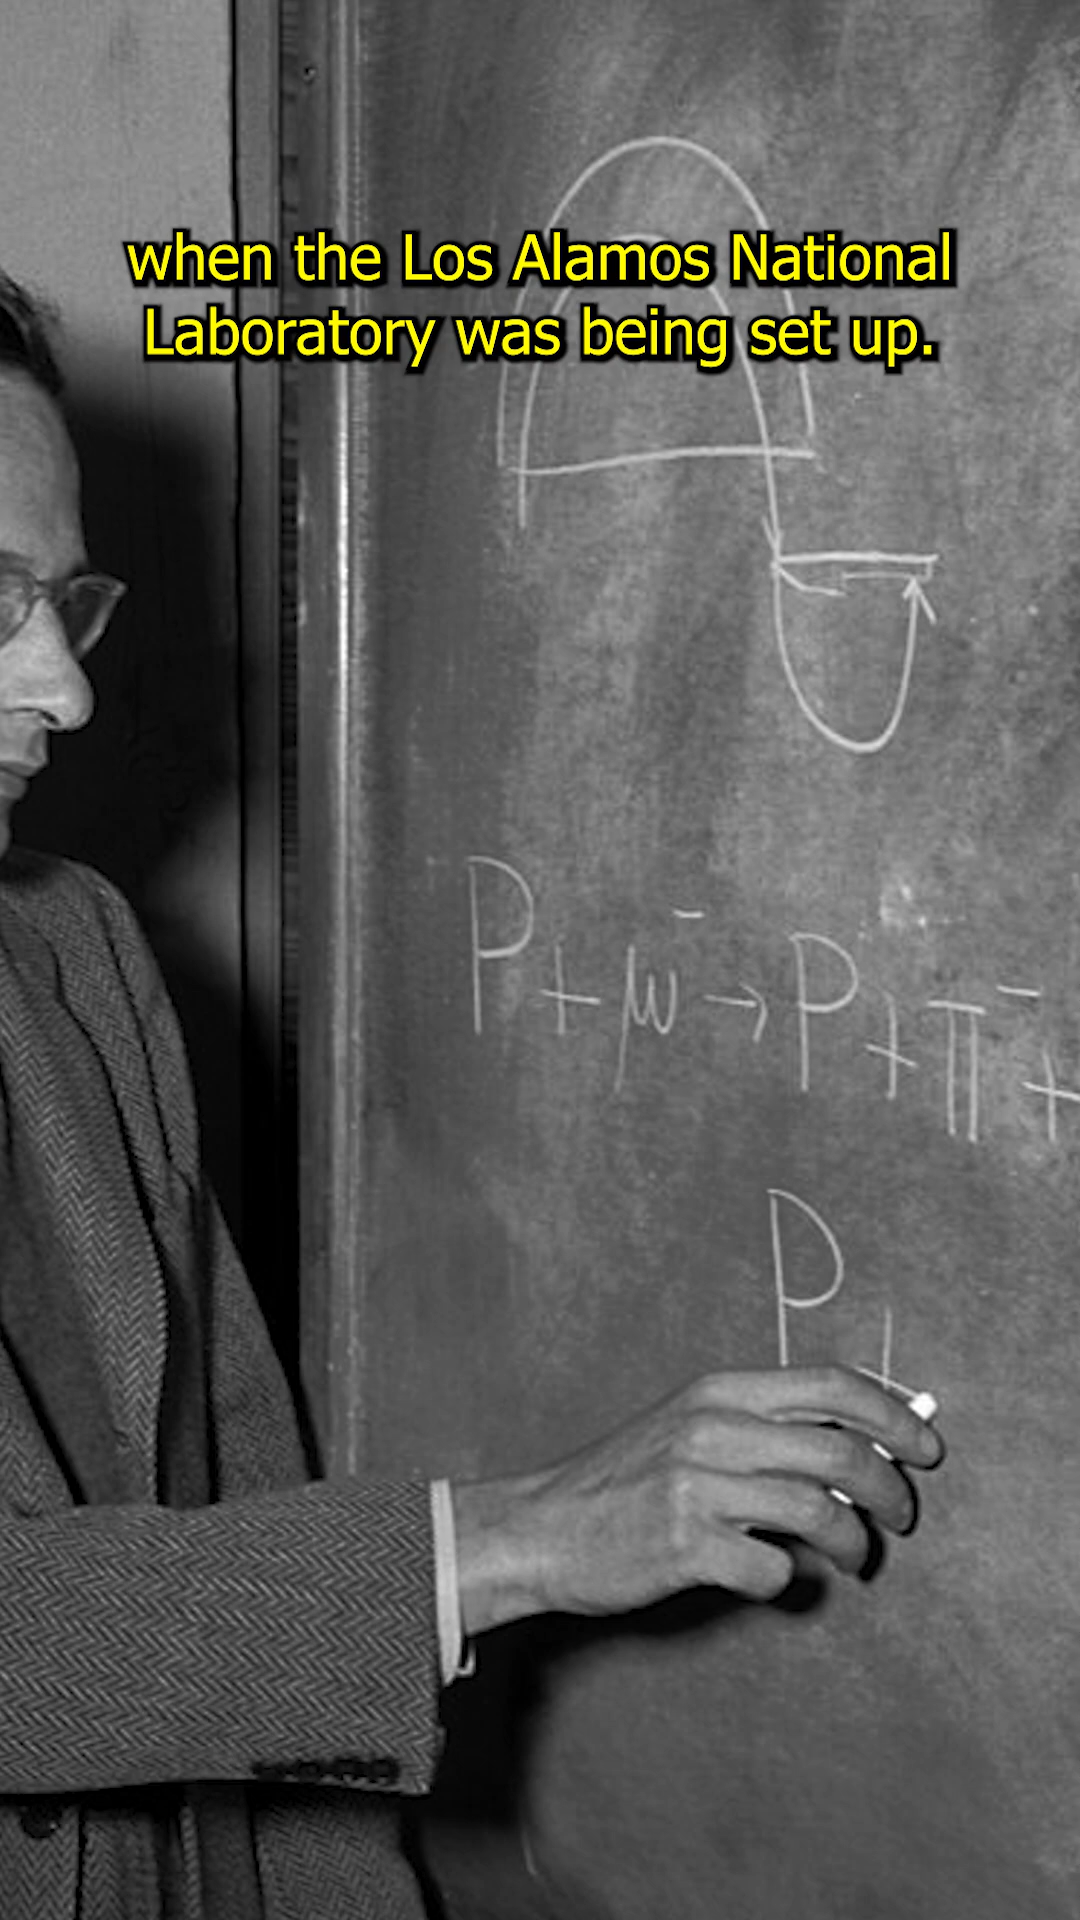 when the Los Alamos National
Laboratory was being set up.
P + μ⁻ → P + π⁻ +
P +